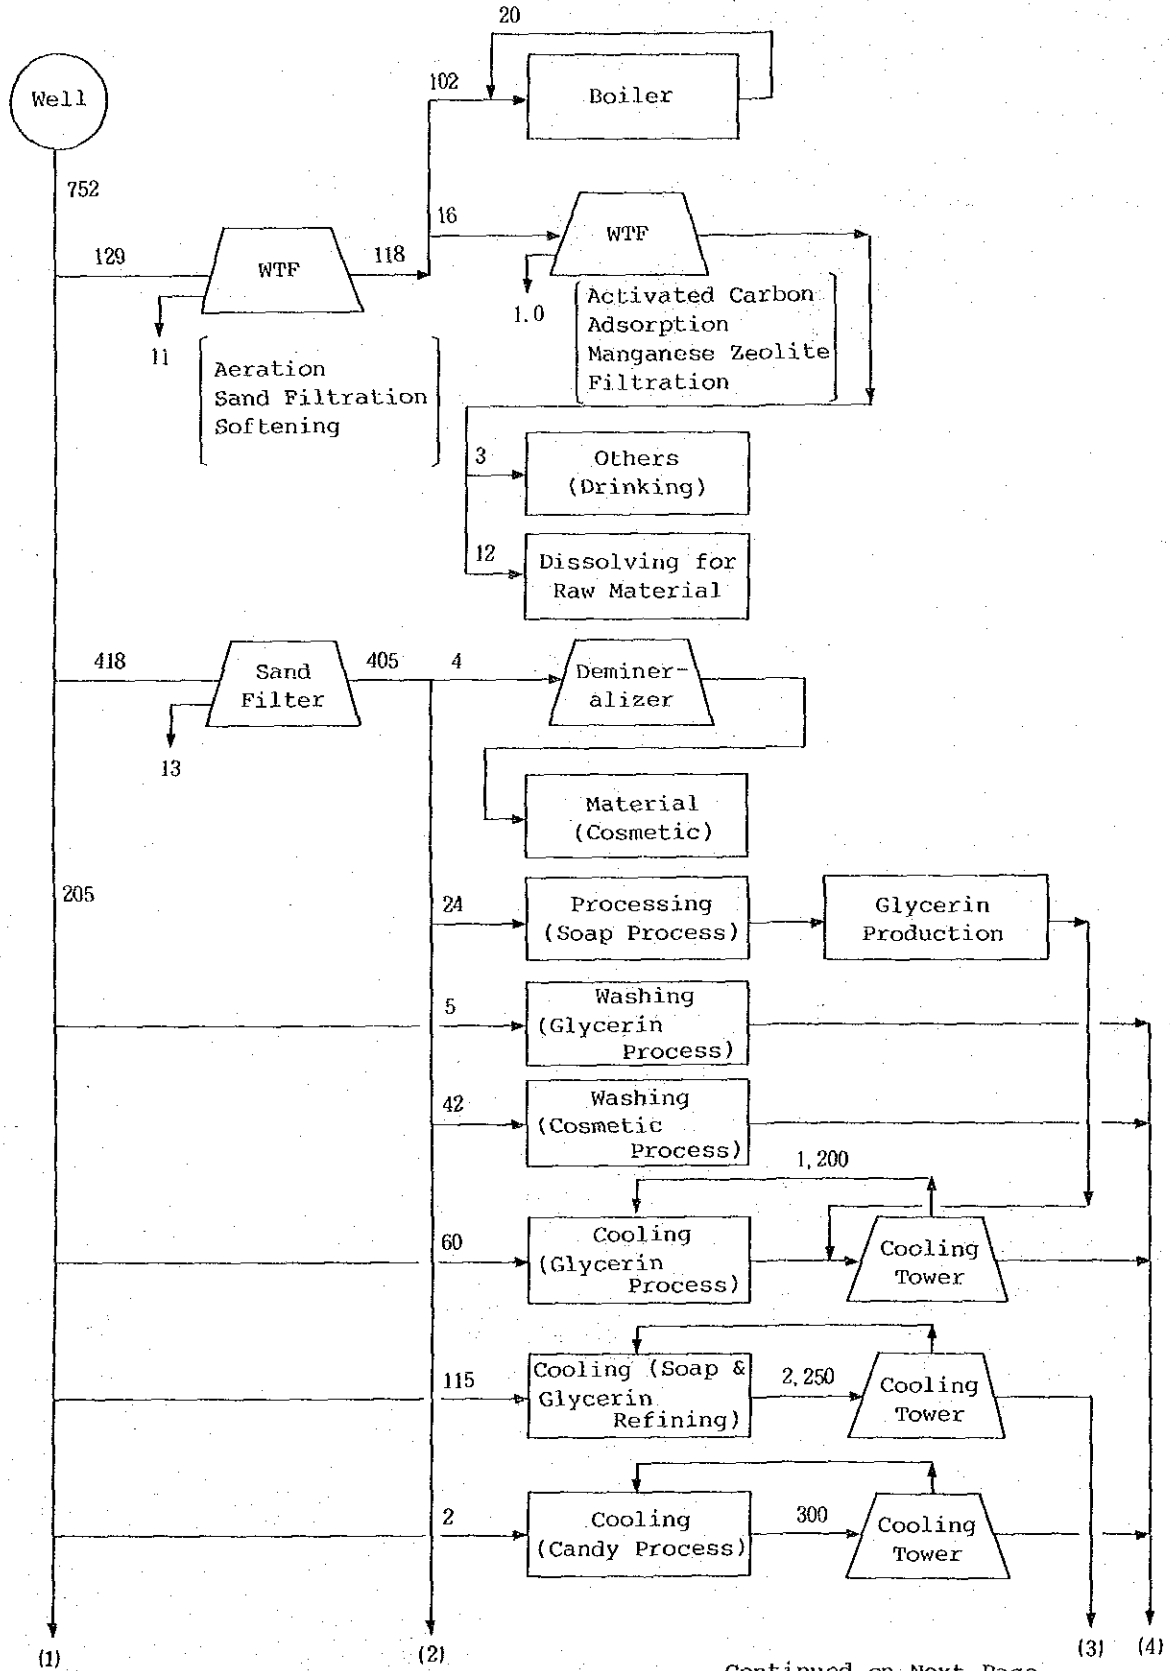 20
Well
102
Boiler
752
16
WTF
129
WTF
118
1.0
Activated Carbon
Adsorption
Manganese Zeolite
Filtration
11
Aeration
Sand Filtration
Softening
3
Others
(Drinking)
12
Dissolving for
Raw Material
418
Sand
Filter
405
4
Deminer-
alizer
13
Material
(Cosmetic)
205
24
Processing
(Soap Process)
Glycerin
Production
5
Washing
(Glycerin
Process)
42
Washing
(Cosmetic
Process)
1,200
60
Cooling
(Glycerin
Process)
Cooling
Tower
115
Cooling (Soap &
Glycerin
Refining)
2,250
Cooling
Tower
2
Cooling
(Candy Process)
300
Cooling
Tower
(1)
(2)
(3)
(4)
Continued on Next Page